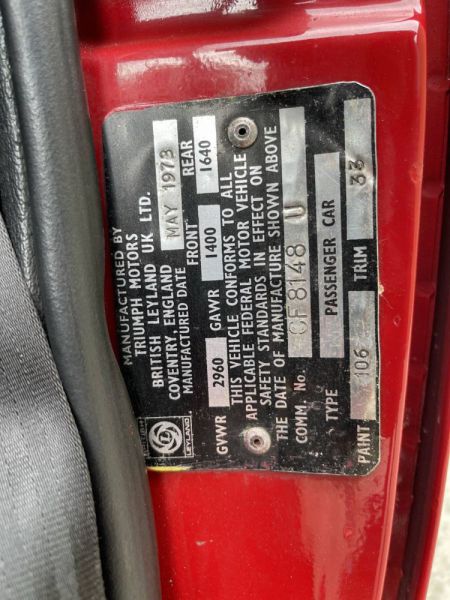 MANUFACTURED BY
TRIUMPH MOTORS
BRITISH LEYLAND UK LTD.
COVENTRY, ENGLAND
MANUFACTURED DATE MAY 1973
GVWR 2960 GAWR FRONT 1400 REAR 1640
THIS VEHICLE CONFORMS TO ALL
APPLICABLE FEDERAL MOTOR VEHICLE
SAFETY STANDARDS IN EFFECT ON
THE DATE OF MANUFACTURE SHOWN ABOVE
COMM. No. CF8148 U
TYPE PASSENGER CAR
PAINT 106 TRIM 33
LEYLAND